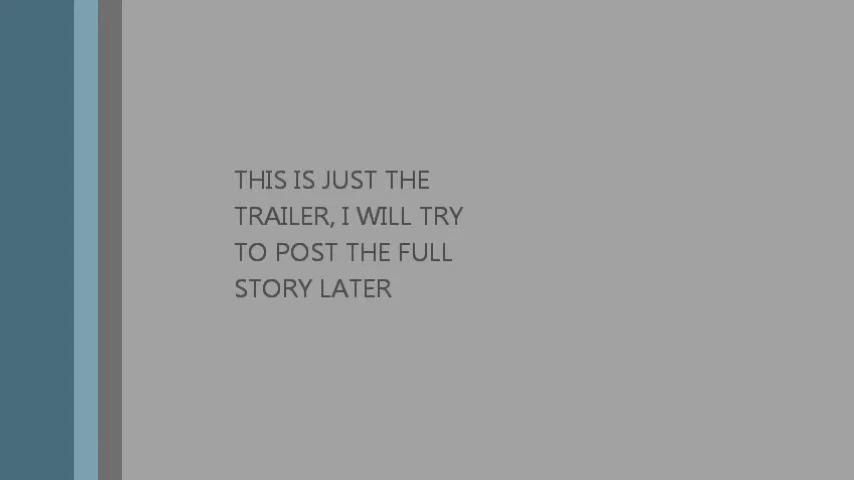 THIS IS JUST THE
TRAILER, I WILL TRY
TO POST THE FULL
STORY LATER